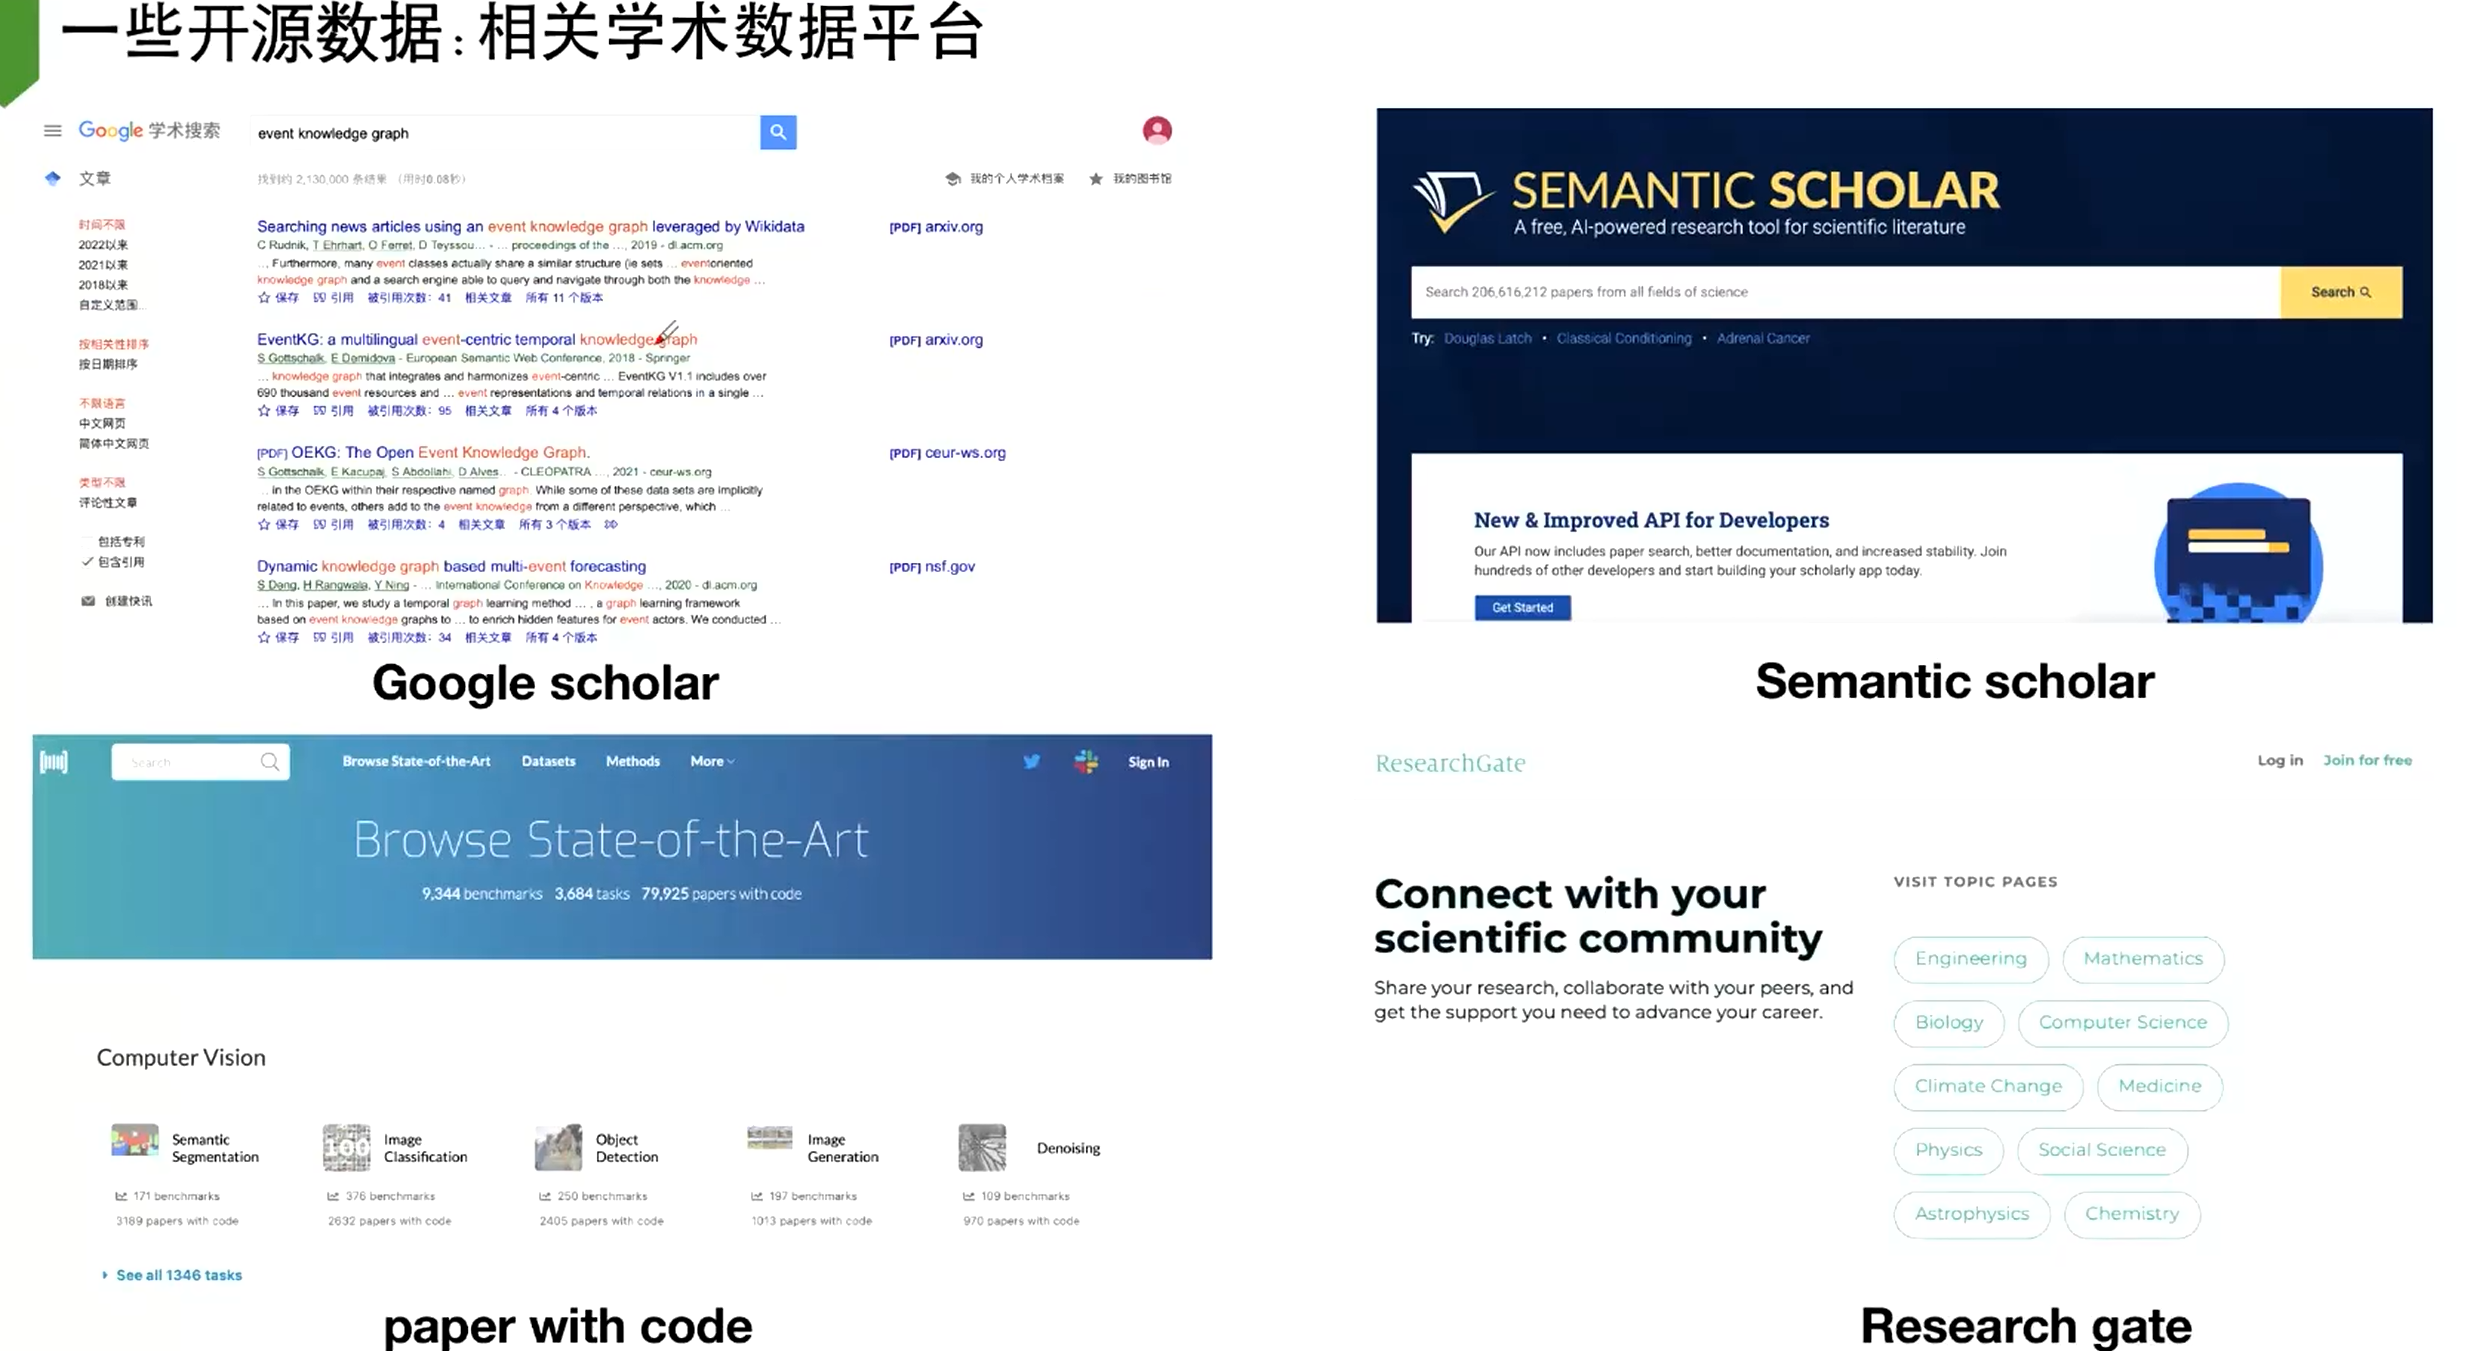 一些开源数据：相关学术数据平台
Google 学术搜索
event knowledge graph
文章
找到约 2,130,000 条结果 （用时0.08秒）
我的个人学术档案
我的图书馆
时间不限
2022以来
2021以来
2018以来
自定义范围...
按相关性排序
按日期排序
不限语言
中文网页
简体中文网页
类型不限
评论性文章
包括专利
包含引用
创建快讯
Searching news articles using an event knowledge graph leveraged by Wikidata
[PDF] arxiv.org
C Rudnik, T Ehrhart, O Ferret, D Teyssou... - ... proceedings of the ..., 2019 - dl.acm.org
... Furthermore, many event classes actually share a similar structure (ie sets ... eventoriented
knowledge graph and a search engine able to query and navigate through both the knowledge ...
保存 引用 被引用次数：41 相关文章 所有 11 个版本
EventKG: a multilingual event-centric temporal knowledge graph
[PDF] arxiv.org
S Gottschalk, E Demidova - European Semantic Web Conference, 2018 - Springer
... knowledge graph that integrates and harmonizes event-centric ... EventKG V1.1 includes over
690 thousand event resources and ... event representations and temporal relations in a single ...
保存 引用 被引用次数：95 相关文章 所有 4 个版本
[PDF] OEKG: The Open Event Knowledge Graph.
[PDF] ceur-ws.org
S Gottschalk, E Kacupaj, S Abdollahi, D Alves... - CLEOPATRA ..., 2021 - ceur-ws.org
... in the OEKG within their respective named graph. While some of these data sets are implicitly
related to events, others add to the event knowledge from a different perspective, which ...
保存 引用 被引用次数：4 相关文章 所有 3 个版本
Dynamic knowledge graph based multi-event forecasting
[PDF] nsf.gov
S Deng, H Rangwala, Y Ning - ... International Conference on Knowledge ..., 2020 - dl.acm.org
... In this paper, we study a temporal graph learning method ... , a graph learning framework
based on event knowledge graphs to ... to enrich hidden features for event actors. We conducted ...
保存 引用 被引用次数：34 相关文章 所有 4 个版本
Google scholar
SEMANTIC SCHOLAR
A free, AI-powered research tool for scientific literature
Search 206,616,212 papers from all fields of science
Search
Try: Douglas Latch • Classical Conditioning • Adrenal Cancer
New & Improved API for Developers
Our API now includes paper search, better documentation, and increased stability. Join
hundreds of other developers and start building your scholarly app today.
Get Started
Semantic scholar
Search
Browse State-of-the-Art Datasets Methods More
Sign In
Browse State-of-the-Art
9,344 benchmarks 3,684 tasks 79,925 papers with code
Computer Vision
Semantic
Segmentation
171 benchmarks
3189 papers with code
Image
Classification
376 benchmarks
2632 papers with code
Object
Detection
250 benchmarks
2405 papers with code
Image
Generation
197 benchmarks
1013 papers with code
Denoising
109 benchmarks
970 papers with code
See all 1346 tasks
paper with code
ResearchGate
Log in Join for free
Connect with your
scientific community
Share your research, collaborate with your peers, and
get the support you need to advance your career.
VISIT TOPIC PAGES
Engineering Mathematics
Biology Computer Science
Climate Change Medicine
Physics Social Science
Astrophysics Chemistry
Research gate